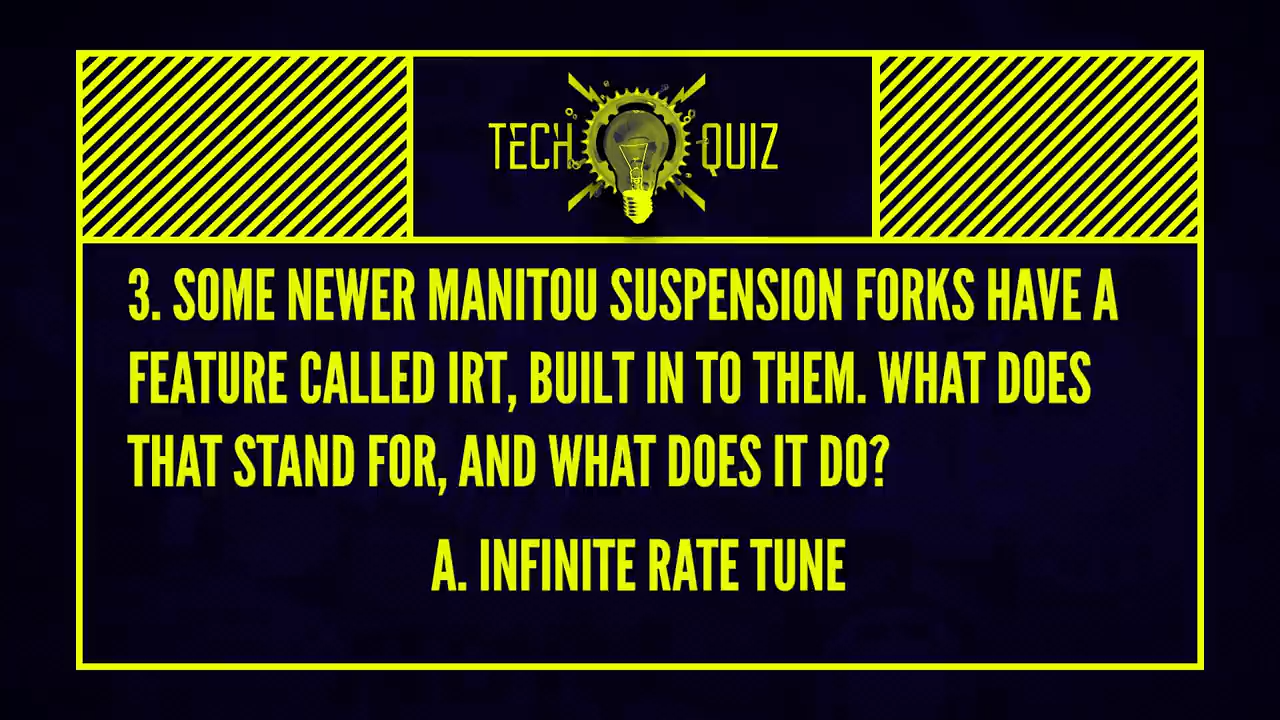 TECH QUIZ
3. SOME NEWER MANITOU SUSPENSION FORKS HAVE A
FEATURE CALLED IRT, BUILT IN TO THEM. WHAT DOES
THAT STAND FOR, AND WHAT DOES IT DO?
A. INFINITE RATE TUNE